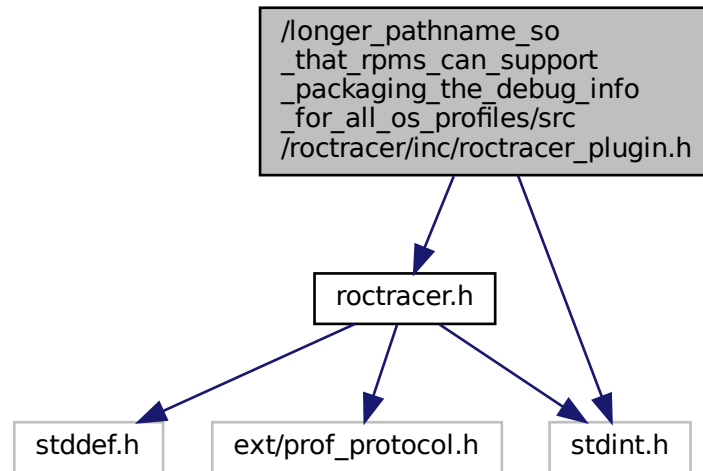 /longer_pathname_so
_that_rpms_can_support
_packaging_the_debug_info
_for_all_os_profiles/src
/roctracer/inc/roctracer_plugin.h
roctracer.h
stddef.h
ext/prof_protocol.h
stdint.h